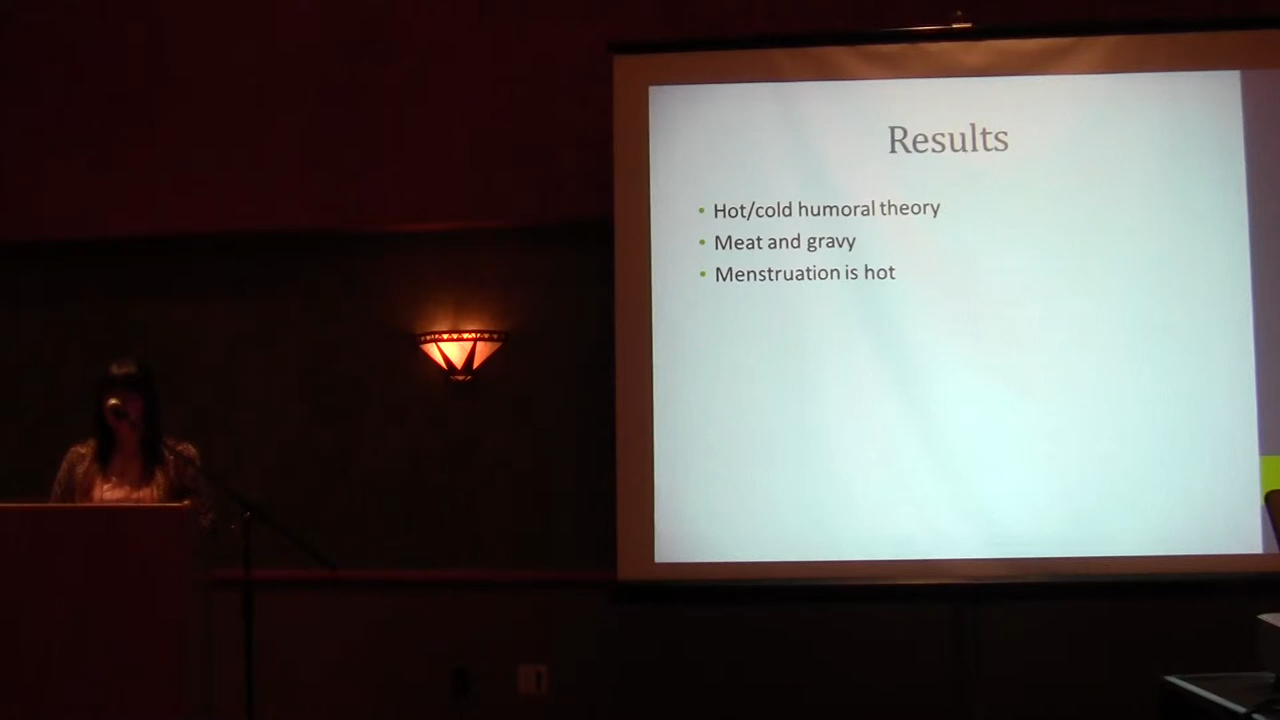 Results
• Hot/cold humoral theory
• Meat and gravy
• Menstruation is hot